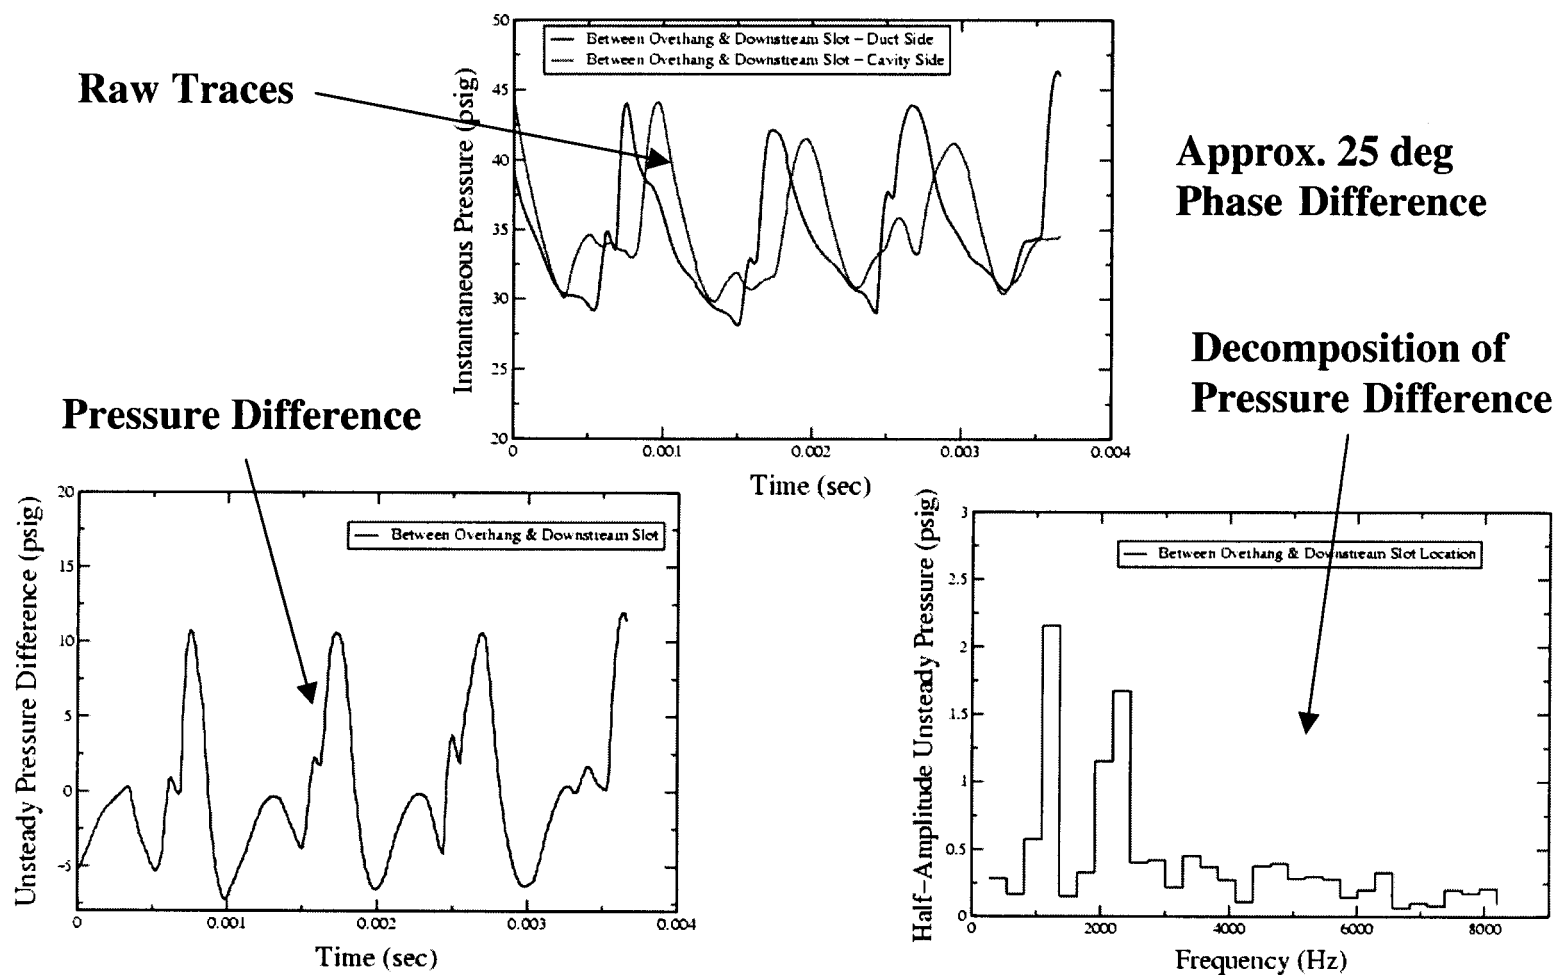 Raw Traces
Between Overhang & Downstream Slot – Duct Side
Between Overhang & Downstream Slot – Cavity Side
Instantaneous Pressure (psig)
50
45
40
35
30
25
20
0
0.001
0.002
0.003
0.004
Time (sec)
Approx. 25 deg
Phase Difference
Pressure Difference
Between Overhang & Downstream Slot
Unsteady Pressure Difference (psig)
20
15
10
5
0
-5
0
0.001
0.002
0.003
0.004
Time (sec)
Decomposition of
Pressure Difference
Between Overhang & Downstream Slot Location
Half-Amplitude Unsteady Pressure (psig)
3
2.5
2
1.5
1
0.5
0
0
2000
4000
6000
8000
Frequency (Hz)